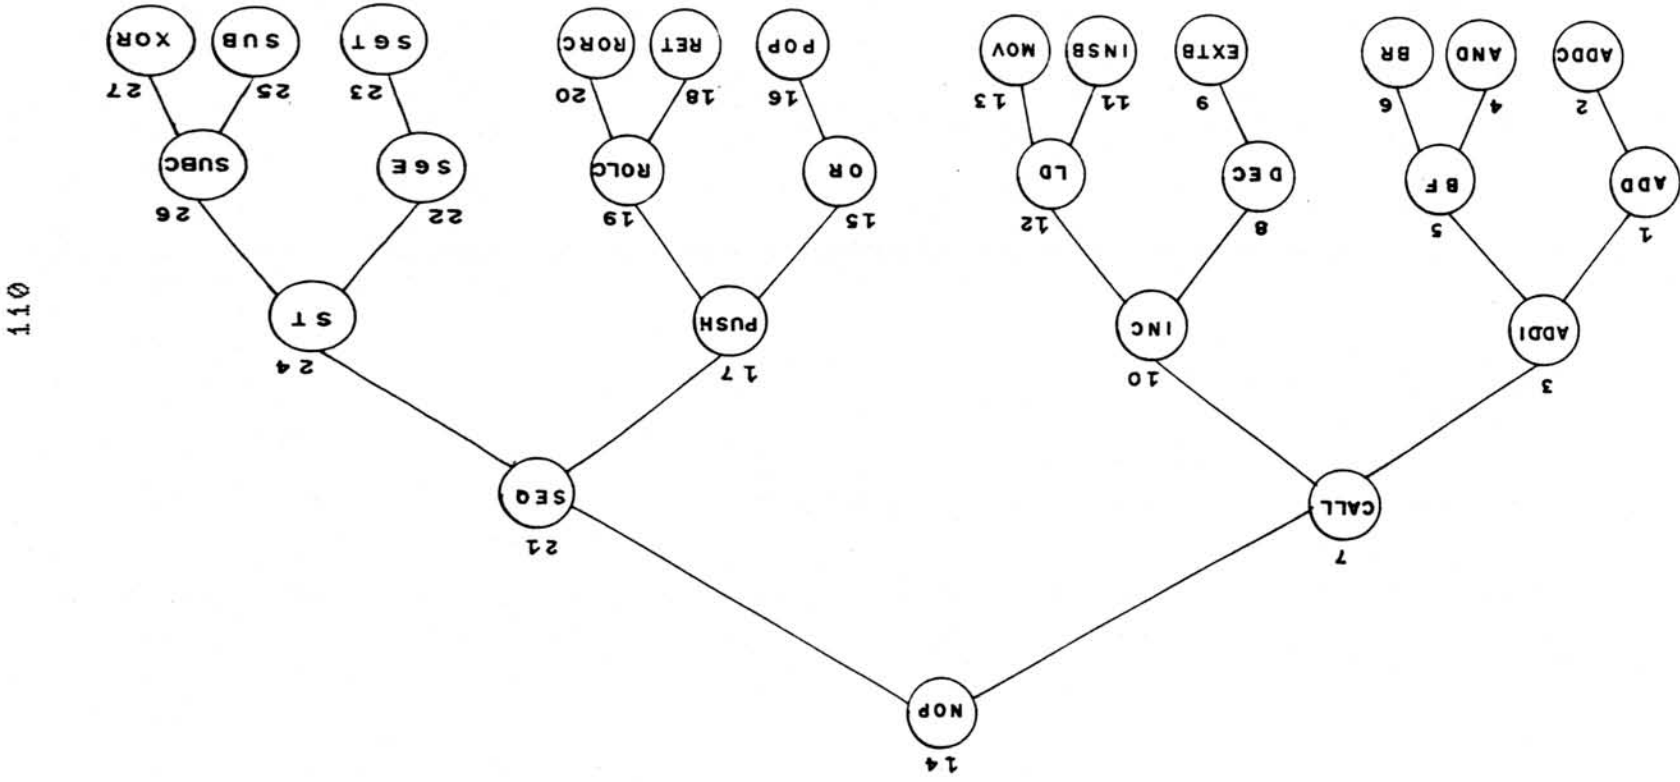 14
NOP
7 21
CALL SEQ
3 10 17 24
ADDI INC PUSH ST
1 5 8 12 15 19 22 26
ADD BF DEC LD OR ROLC SGE SUBC
2 4 6 9 11 13 16 18 20 23 25 27
ADDC AND BR EXTB INSB MOV POP RET RORC SGT SUB XOR
110